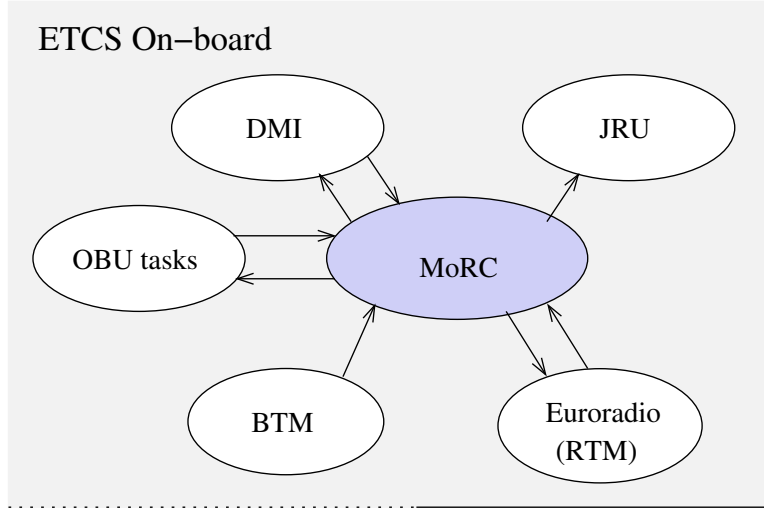 ETCS On−board
DMI
JRU
OBU tasks
MoRC
BTM
Euroradio
(RTM)